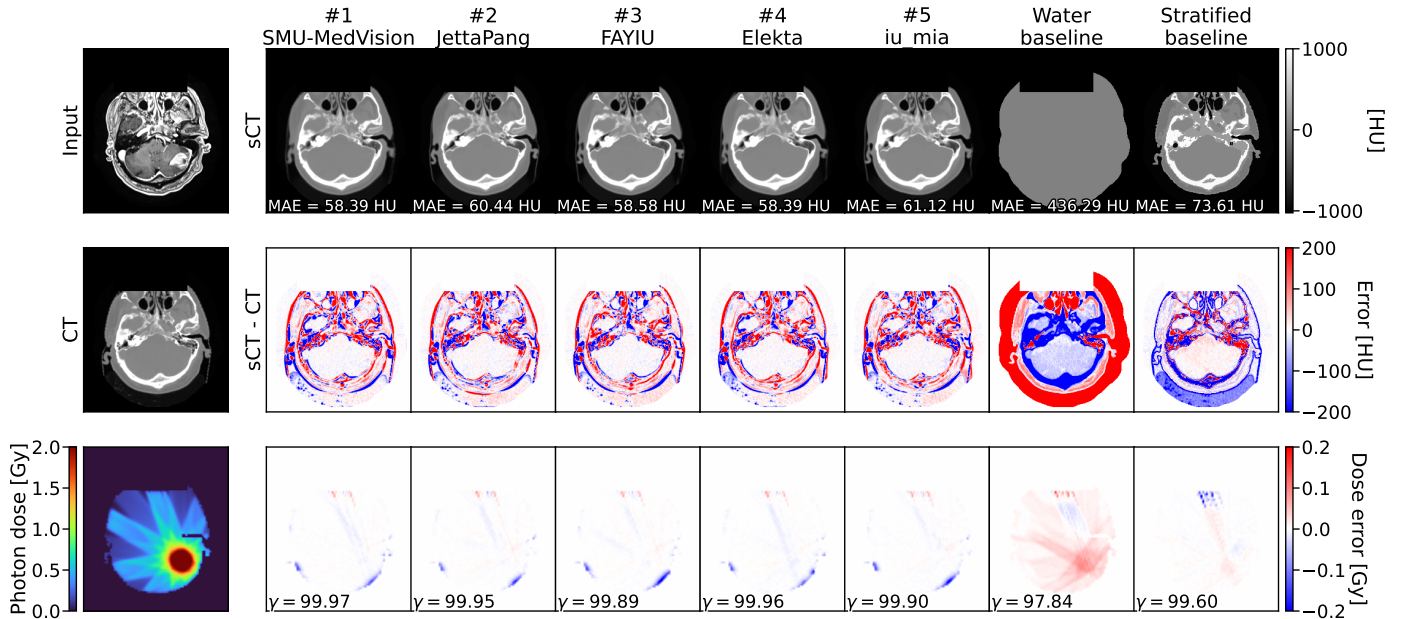 #1 #2 #3 #4 #5 Water Stratified
SMU-MedVision JettaPang FAYIU Elekta iu_mia baseline baseline
Input
sCT
MAE = 58.39 HU MAE = 60.44 HU MAE = 58.58 HU MAE = 58.39 HU MAE = 61.12 HU MAE = 436.29 HU MAE = 73.61 HU
1000
0
−1000
[HU]
CT
sCT - CT
200
100
0
−100
−200
Error [HU]
Photon dose [Gy]
2.0
1.5
1.0
0.5
0.0
γ = 99.97 γ = 99.95 γ = 99.89 γ = 99.96 γ = 99.90 γ = 97.84 γ = 99.60
0.2
0.1
0.0
−0.1
−0.2
Dose error [Gy]